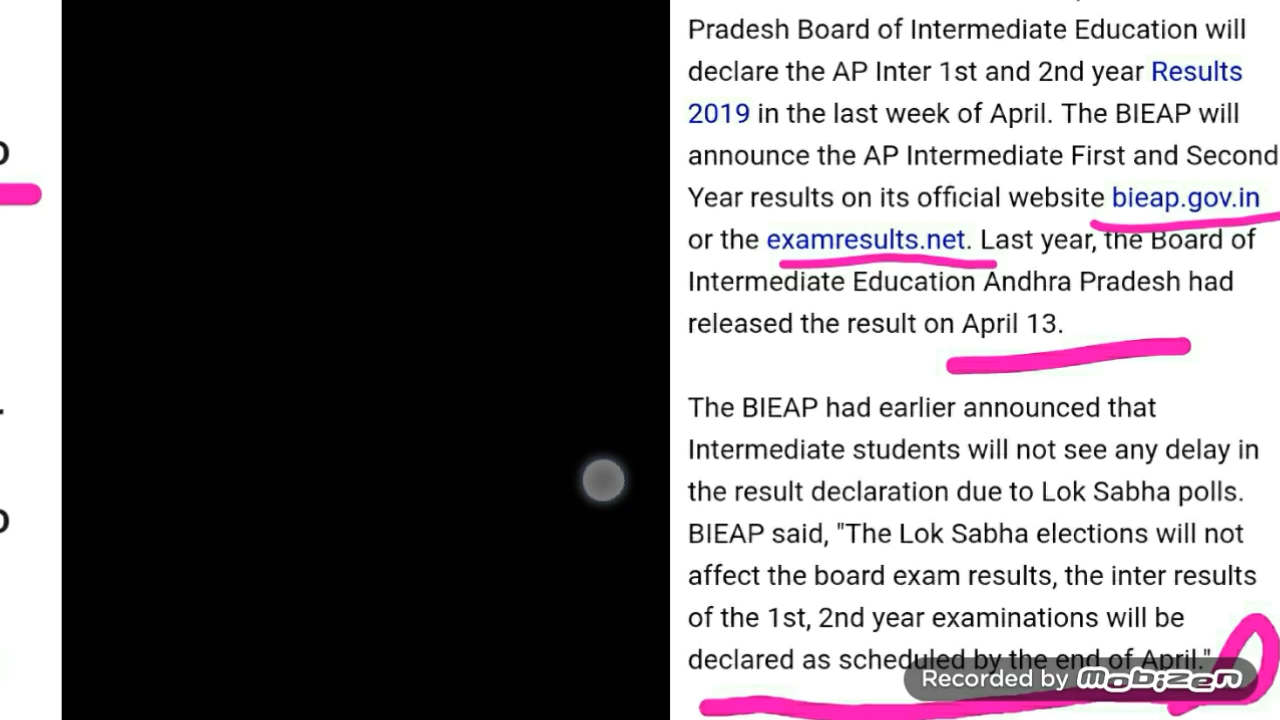 Pradesh Board of Intermediate Education will
declare the AP Inter 1st and 2nd year Results
2019 in the last week of April. The BIEAP will
announce the AP Intermediate First and Second
Year results on its official website bieap.gov.in
or the examresults.net. Last year, the Board of
Intermediate Education Andhra Pradesh had
released the result on April 13.
The BIEAP had earlier announced that
Intermediate students will not see any delay in
the result declaration due to Lok Sabha polls.
BIEAP said, "The Lok Sabha elections will not
affect the board exam results, the inter results
of the 1st, 2nd year examinations will be
declared as scheduled by the end of April."
Recorded by mobizen